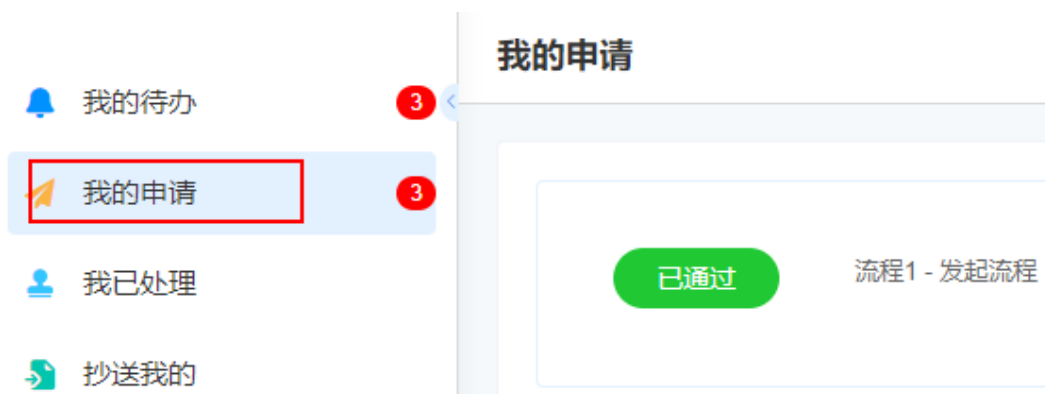 我的申请
我的待办 3
我的申请 3
我已处理
抄送我的
已通过 流程1 - 发起流程